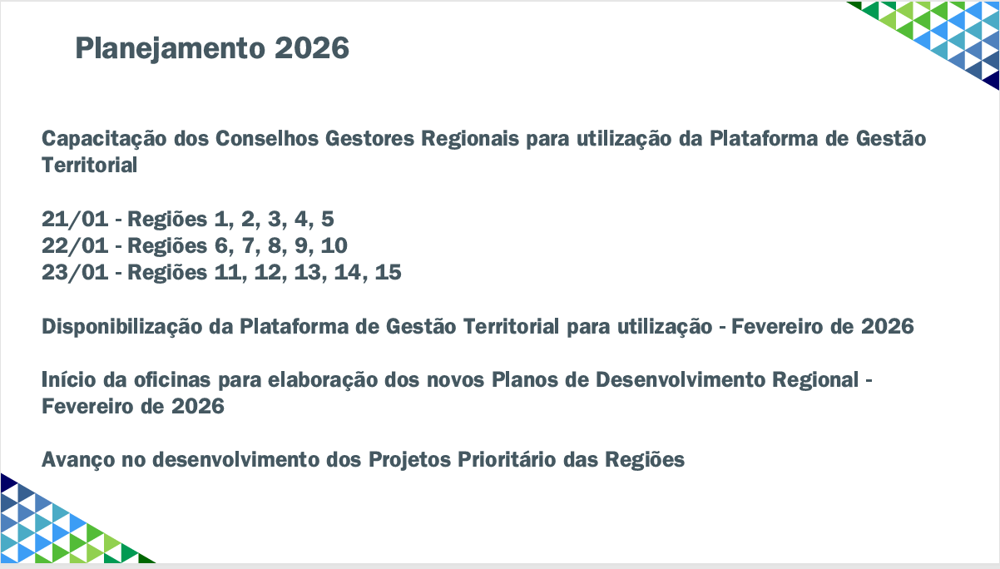 Planejamento 2026
Capacitação dos Conselhos Gestores Regionais para utilização da Plataforma de Gestão
Territorial
21/01 - Regiões 1, 2, 3, 4, 5
22/01 - Regiões 6, 7, 8, 9, 10
23/01 - Regiões 11, 12, 13, 14, 15
Disponibilização da Plataforma de Gestão Territorial para utilização - Fevereiro de 2026
Início da oficinas para elaboração dos novos Planos de Desenvolvimento Regional -
Fevereiro de 2026
Avanço no desenvolvimento dos Projetos Prioritário das Regiões